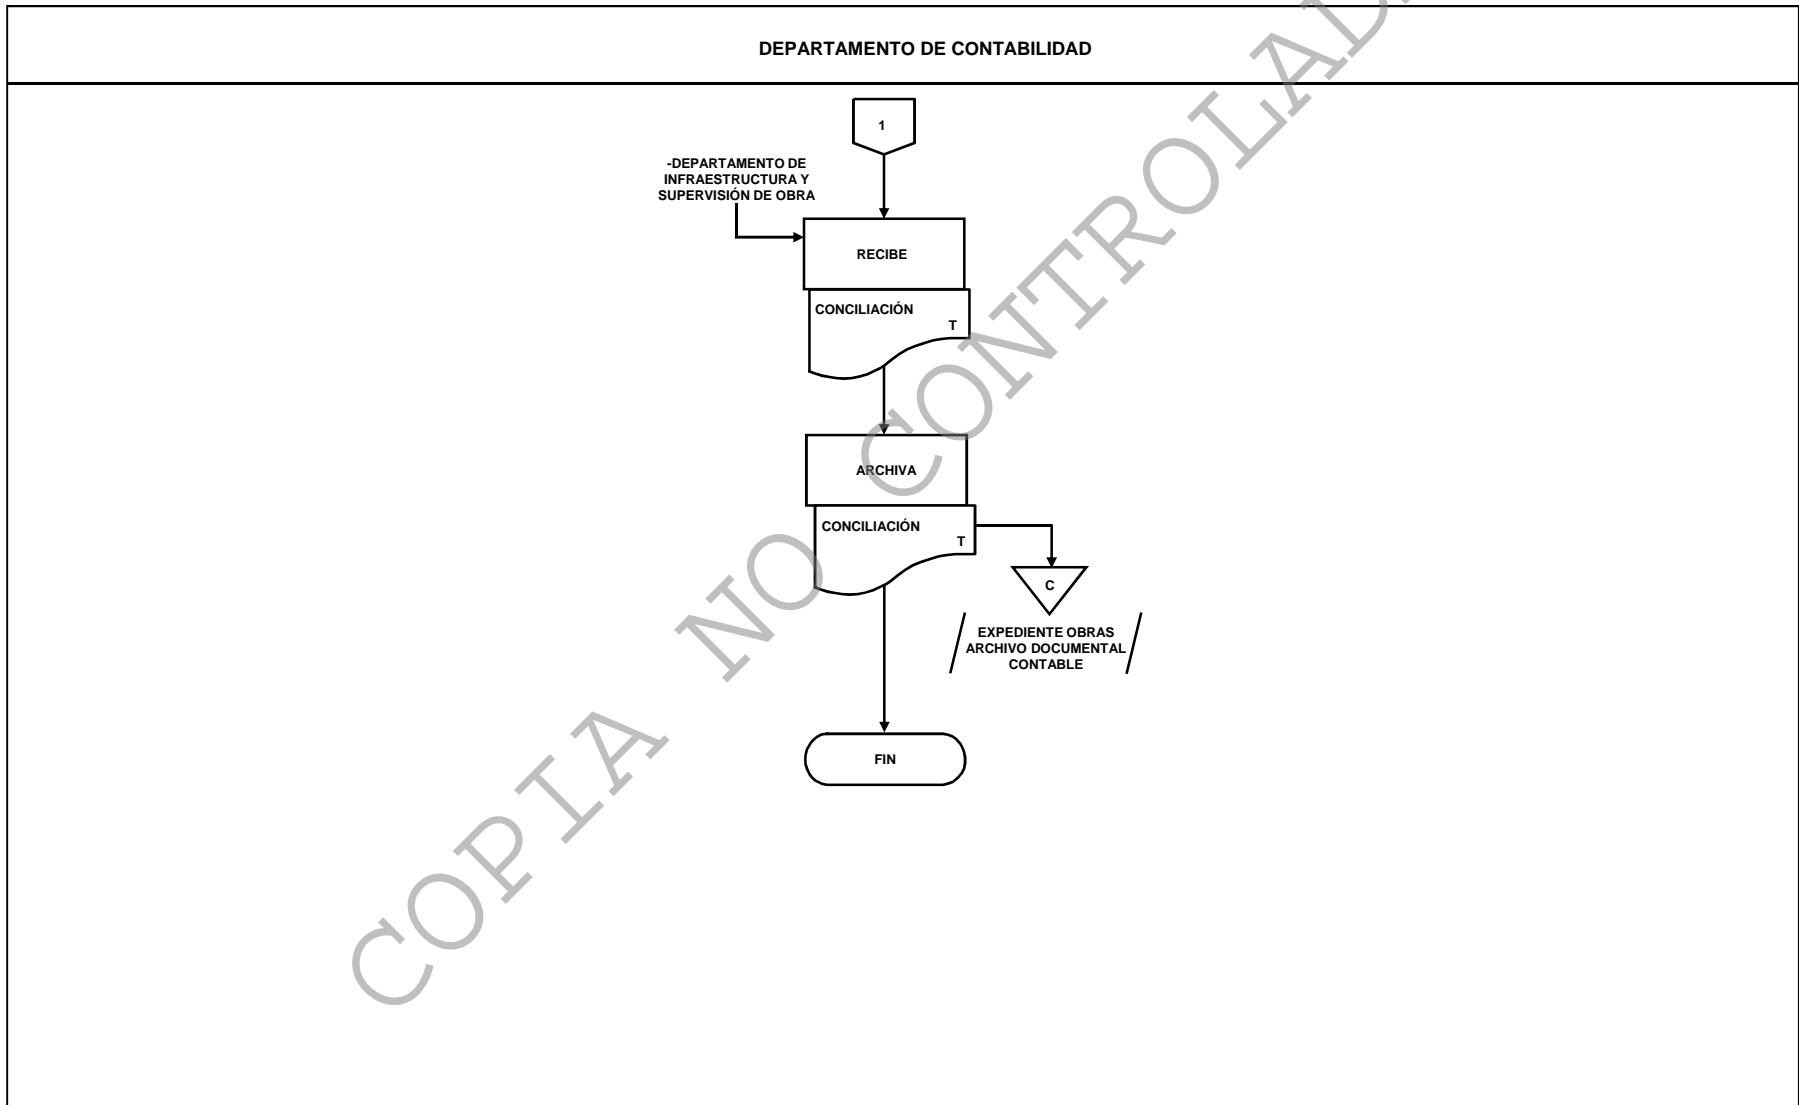 DEPARTAMENTO DE CONTABILIDAD
1
-DEPARTAMENTO DE
INFRAESTRUCTURA Y
SUPERVISIÓN DE OBRA
RECIBE
CONCILIACIÓN
T
ARCHIVA
CONCILIACIÓN
T
C
EXPEDIENTE OBRAS
ARCHIVO DOCUMENTAL
CONTABLE
FIN
COPIA NO CONTROLAD